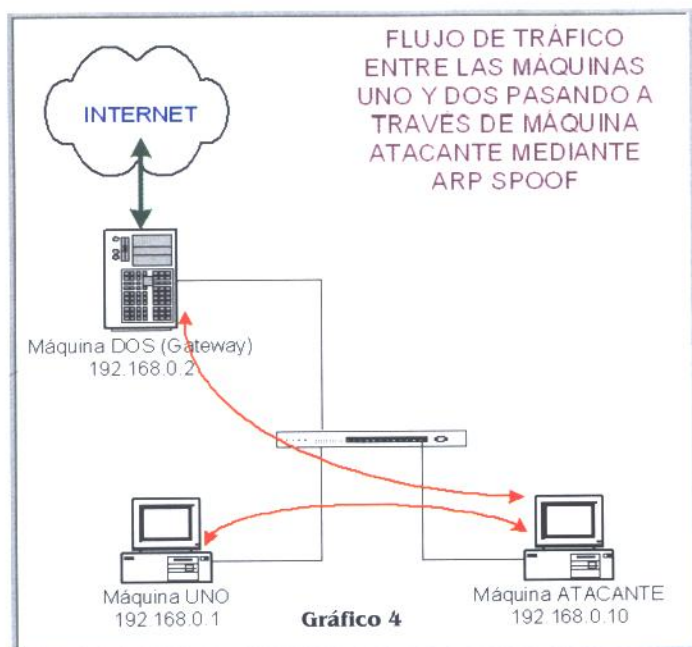 FLUJO DE TRÁFICO
ENTRE LAS MÁQUINAS
UNO Y DOS PASANDO A
TRAVÉS DE MÁQUINA
ATACANTE MEDIANTE
ARP SPOOF
INTERNET
Máquina DOS (Gateway)
192.168.0.2
Máquina UNO
192.168.0.1
Máquina ATACANTE
192.168.0.10
Gráfico 4